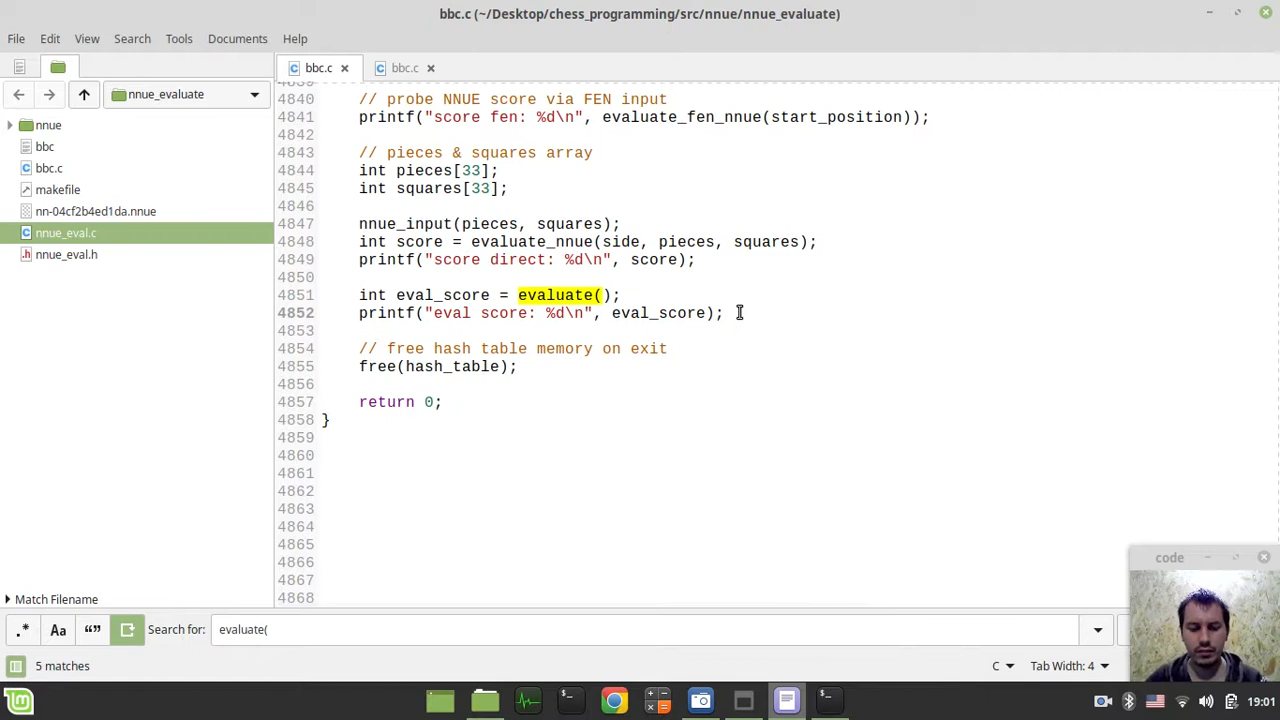 bbc.c (~/Desktop/chess_programming/src/nnue/nnue_evaluate)
File Edit View Search Tools Documents Help
bbc.c bbc.c
nnue_evaluate
nnue
bbc
bbc.c
makefile
nn-04cf2b4ed1da.nnue
nnue_eval.c
nnue_eval.h
Match Filename
4839
4840 // probe NNUE score via FEN input
4841 printf("score fen: %d\n", evaluate_fen_nnue(start_position));
4842
4843 // pieces & squares array
4844 int pieces[33];
4845 int squares[33];
4846
4847 nnue_input(pieces, squares);
4848 int score = evaluate_nnue(side, pieces, squares);
4849 printf("score direct: %d\n", score);
4850
4851 int eval_score = evaluate();
4852 printf("eval score: %d\n", eval_score);
4853
4854 // free hash table memory on exit
4855 free(hash_table);
4856
4857 return 0;
4858 }
4859
4860
4861
4862
4863
4864
4865
4866
4867
4868
code
.* Aa “” Search for: evaluate(
5 matches C Tab Width: 4
19:01